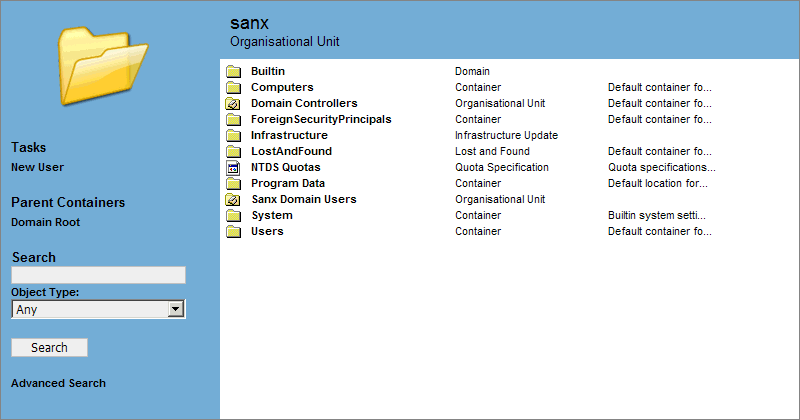 sanx
Organisational Unit
Tasks
New User
Parent Containers
Domain Root
Search
Object Type:
Any
Search
Advanced Search
Builtin Domain
Computers Container Default container fo...
Domain Controllers Organisational Unit Default container fo...
ForeignSecurityPrincipals Container Default container fo...
Infrastructure Infrastructure Update
LostAndFound Lost and Found Default container fo...
NTDS Quotas Quota Specification Quota specifications...
Program Data Container Default location for...
Sanx Domain Users Organisational Unit
System Container Builtin system setti...
Users Container Default container fo...